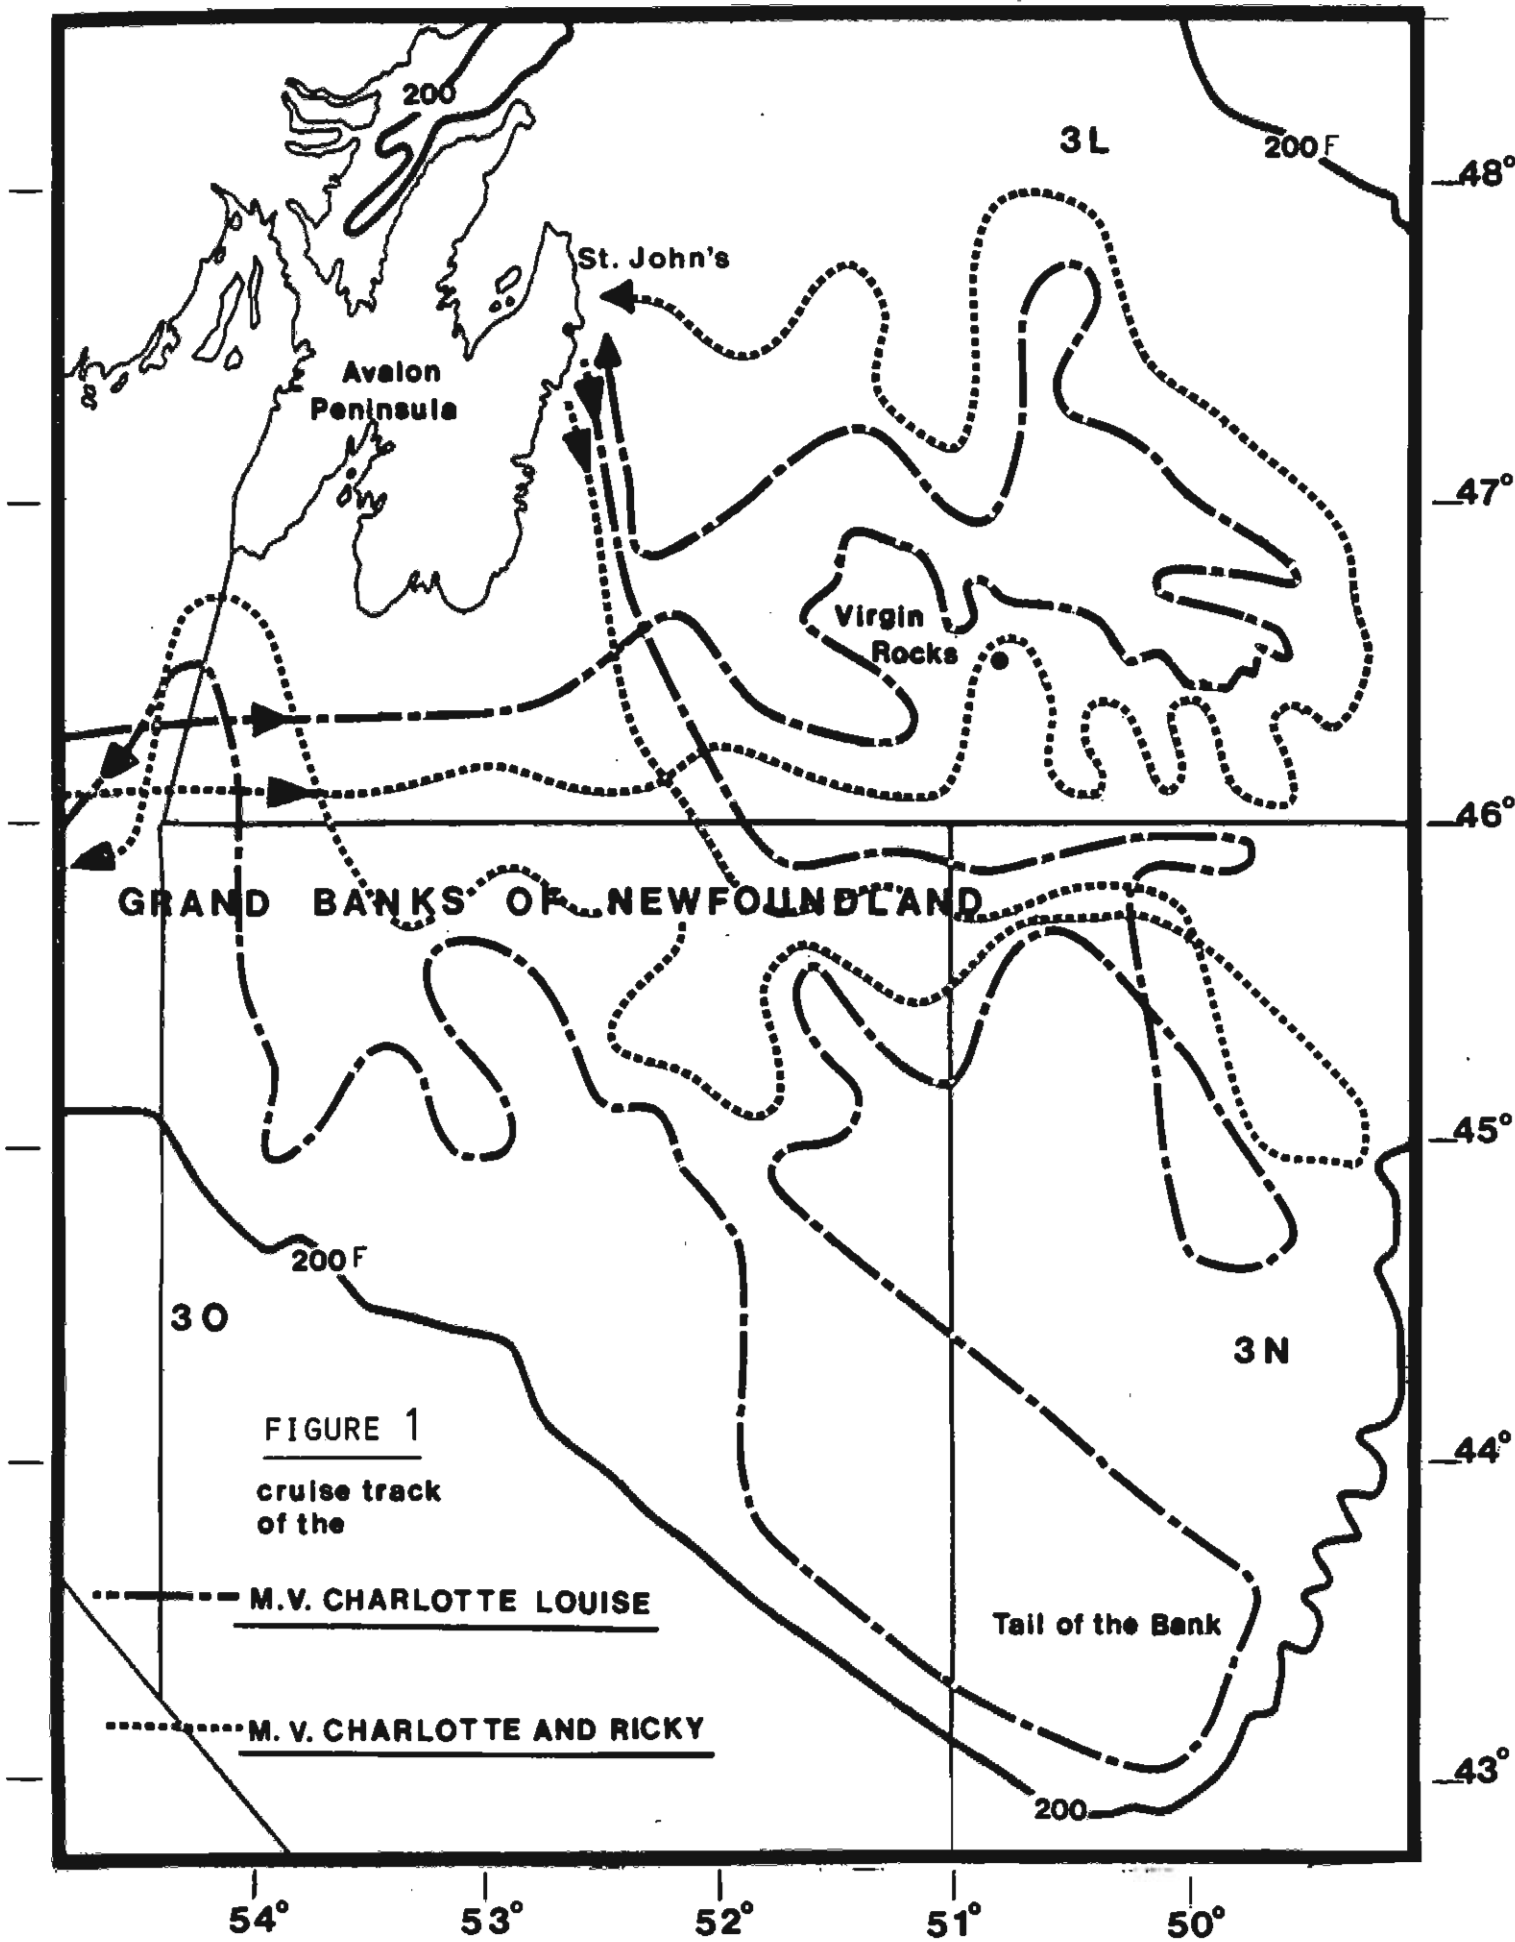 200
3L
200 F
48°
St. John's
Avalon
Peninsula
47°
Virgin
Rocks
46°
GRAND BANKS OF NEWFOUNDLAND
45°
200 F
3O
3N
FIGURE 1
44°
cruise track
of the
M.V. CHARLOTTE LOUISE
Tail of the Bank
M. V. CHARLOTTE AND RICKY
43°
200
54° 53° 52° 51° 50°